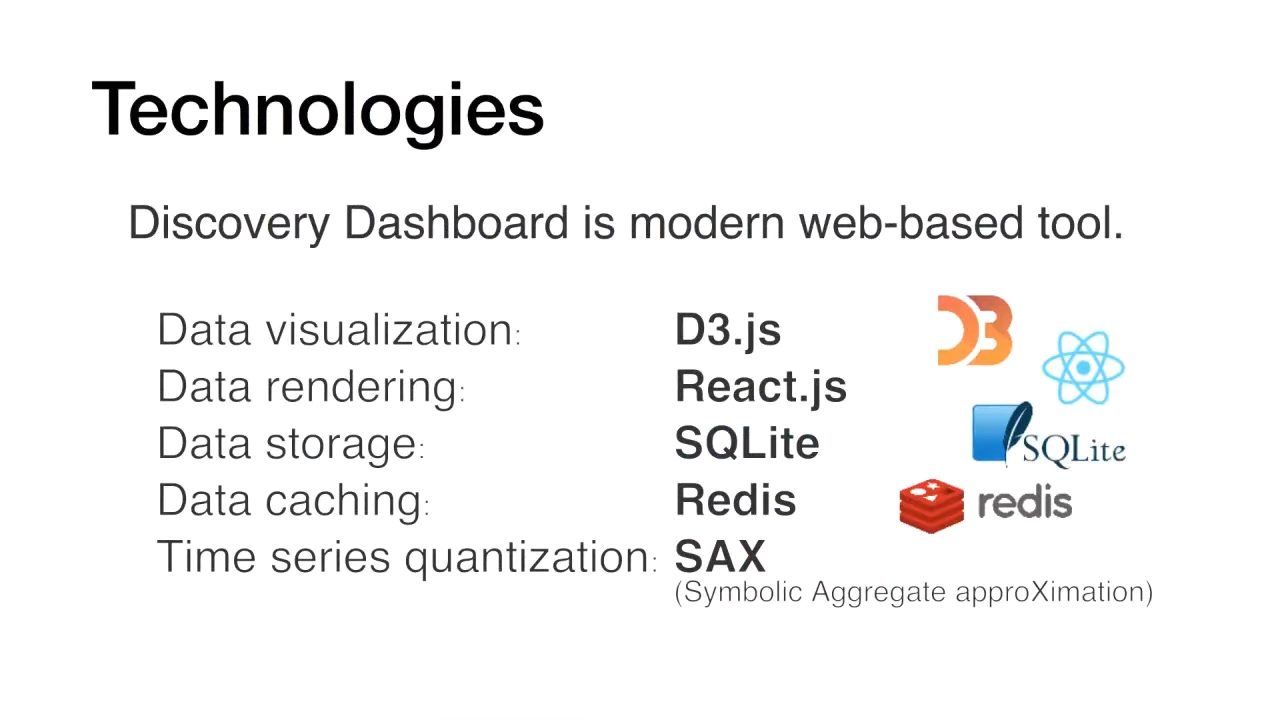 Technologies
Discovery Dashboard is modern web-based tool.
Data visualization: D3.js
Data rendering: React.js
Data storage: SQLite
Data caching: Redis
Time series quantization: SAX
(Symbolic Aggregate approXimation)
D3
SQLite
redis